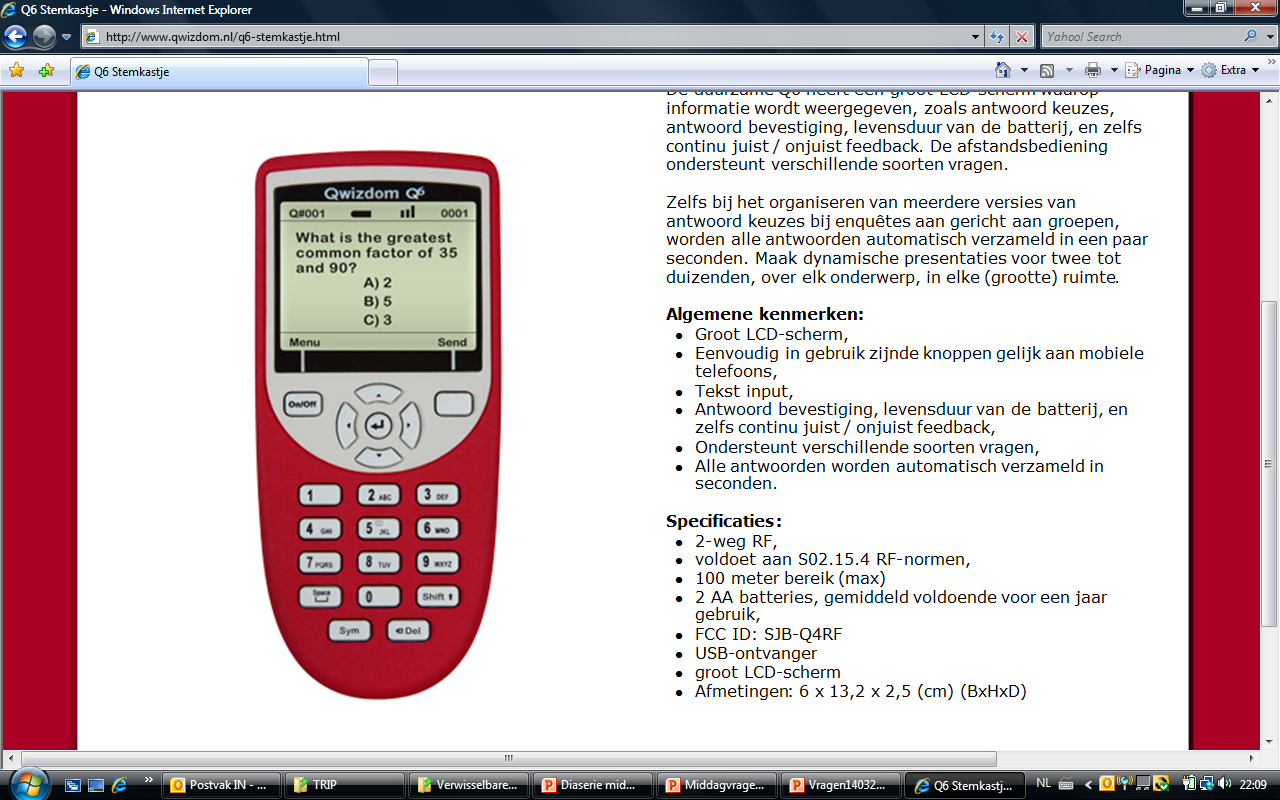 Q6 Stemkastje - Windows Internet Explorer
http://www.qwizdom.nl/q6-stemkastje.html
Yahoo! Search
Q6 Stemkastje
Pagina
Extra
De duurzame Q6 heeft een groot LCD-scherm waarop
informatie wordt weergegeven, zoals antwoord keuzes,
antwoord bevestiging, levensduur van de batterij, en zelfs
continu juist / onjuist feedback. De afstandsbediening
ondersteunt verschillende soorten vragen.
Zelfs bij het organiseren van meerdere versies van
antwoord keuzes bij enquêtes aan gericht aan groepen,
worden alle antwoorden automatisch verzameld in een paar
seconden. Maak dynamische presentaties voor twee tot
duizenden, over elk onderwerp, in elke (grootte) ruimte.
Algemene kenmerken:
Groot LCD-scherm,
Eenvoudig in gebruik zijnde knoppen gelijk aan mobiele
telefoons,
Tekst input,
Antwoord bevestiging, levensduur van de batterij, en
zelfs continu juist / onjuist feedback,
Ondersteunt verschillende soorten vragen,
Alle antwoorden worden automatisch verzameld in
seconden.
Specificaties:
2-weg RF,
voldoet aan S02.15.4 RF-normen,
100 meter bereik (max)
2 AA batteries, gemiddeld voldoende voor een jaar
gebruik,
FCC ID: SJB-Q4RF
USB-ontvanger
groot LCD-scherm
Afmetingen: 6 x 13,2 x 2,5 (cm) (BxHxD)
Qwizdom Q6
Q#001 0001
What is the greatest
common factor of 35
and 90?
A) 2
B) 5
C) 3
Menu Send
On/Off
1 2 ABC 3 DEF
4 GHI 5 JKL 6 MNO
7 PQRS 8 TUV 9 WXYZ
Space 0 Shift
Sym Del
Postvak IN - ...
TRIP
Verwisselbare...
Diaserie mid...
Middagvrage...
Vragen14032...
Q6 Stemkastj...
NL
22:09